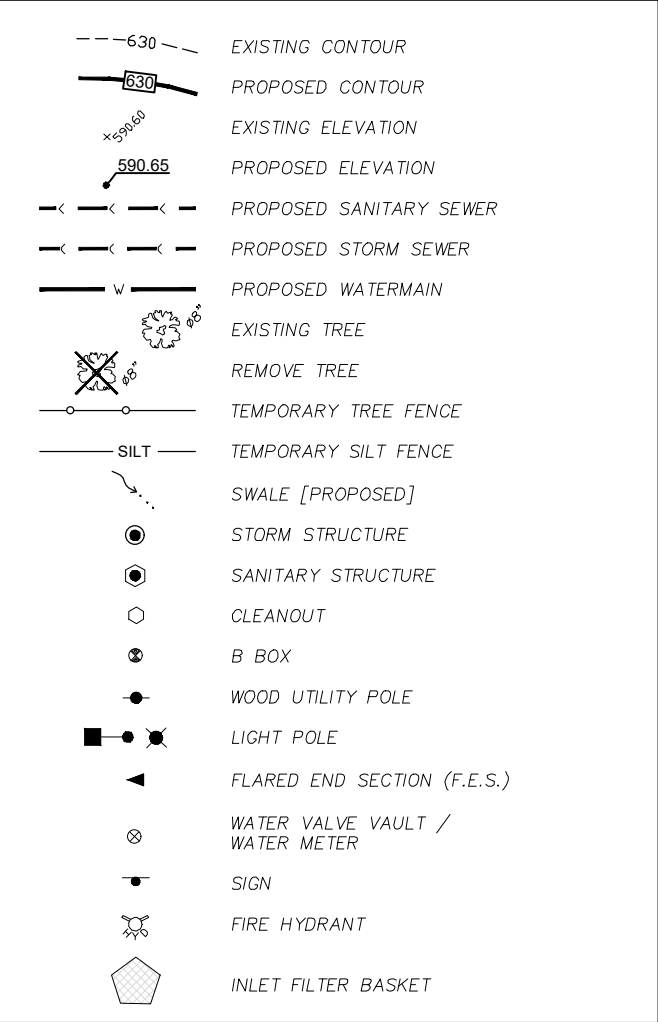 630 EXISTING CONTOUR
630 PROPOSED CONTOUR
590.60 EXISTING ELEVATION
590.65 PROPOSED ELEVATION
PROPOSED SANITARY SEWER
PROPOSED STORM SEWER
W PROPOSED WATERMAIN
Ø8" EXISTING TREE
Ø8" REMOVE TREE
TEMPORARY TREE FENCE
SILT TEMPORARY SILT FENCE
SWALE [PROPOSED]
STORM STRUCTURE
SANITARY STRUCTURE
CLEANOUT
B BOX
WOOD UTILITY POLE
LIGHT POLE
FLARED END SECTION (F.E.S.)
WATER VALVE VAULT /
WATER METER
SIGN
FIRE HYDRANT
INLET FILTER BASKET